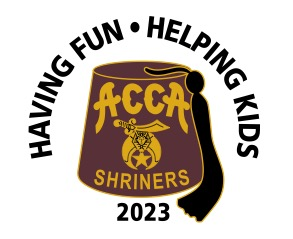 HAVING FUN • HELPING KIDS
ACCA
SHRINERS
2023